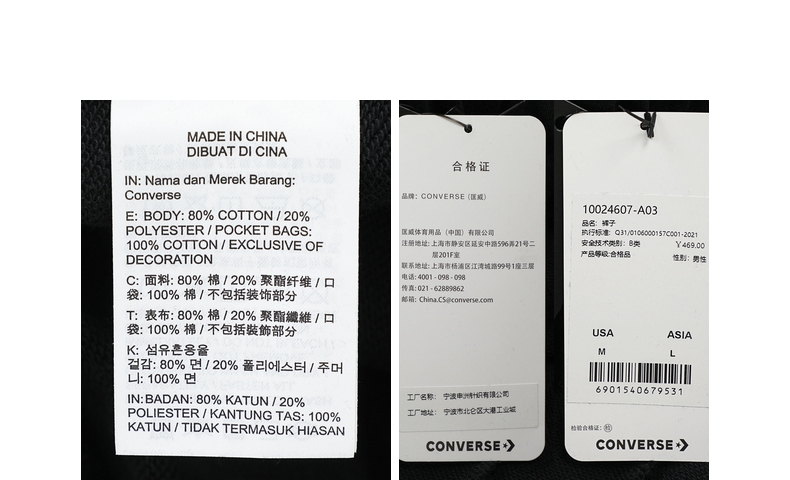 MADE IN CHINA
DIBUAT DI CINA
IN: Nama dan Merek Barang:
Converse
E: BODY: 80% COTTON / 20%
POLYESTER / POCKET BAGS:
100% COTTON / EXCLUSIVE OF
DECORATION
C: 面料: 80% 棉 / 20% 聚酯纤维 / 口
袋: 100% 棉 / 不包括装饰部分
T: 表布: 80% 棉 / 20% 聚酯纖維 / 口
袋: 100% 棉 / 不包括裝飾部分
K: 섬유혼용율
겉감: 80% 면 / 20% 폴리에스터 / 주머
니: 100% 면
IN:BADAN: 80% KATUN / 20%
POLIESTER / KANTUNG TAS: 100%
KATUN / TIDAK TERMASUK HIASAN
合格证
品牌: CONVERSE (匡威)
匡威体育用品（中国）有限公司
注册地址: 上海市静安区延安中路596弄21号二
层201F室
联系地址: 上海市杨浦区江湾城路99号1座三层
电话: 4001 - 098 - 098
传真: 021 - 62889862
邮箱: China.CS@converse.com
工厂名称: 宁波申洲针织有限公司
工厂地址: 宁波市北仑区大港工业城
CONVERSE
10024607-A03
品名: 裤子
执行标准: Q31/0106000157C001-2021
安全技术类别: B类 ￥469.00
产品等级:合格品 性别: 男性
USA ASIA
M L
6901540679531
检验合格证:
CONVERSE